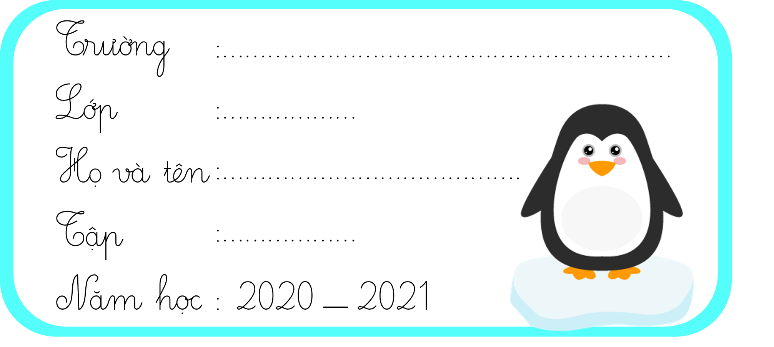 Trường :......................................................
Lớp :................
Họ và tên :....................................
Tập :................
Năm học : 2020 _ 2021